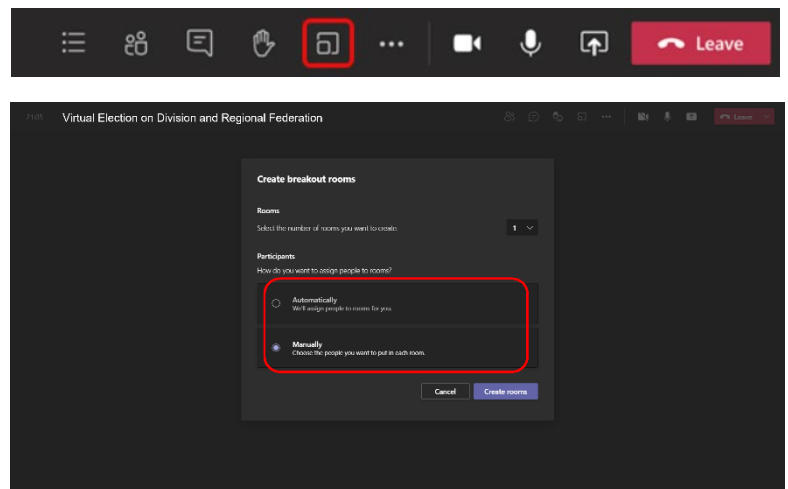 Leave
Virtual Election on Division and Regional Federation
Leave
Create breakout rooms
Rooms
Select the number of rooms you want to create.
1
Participants
How do you want to assign people to rooms?
Automatically
We'll assign people to rooms for you.
Manually
Choose the people you want to put in each room.
Cancel
Create rooms